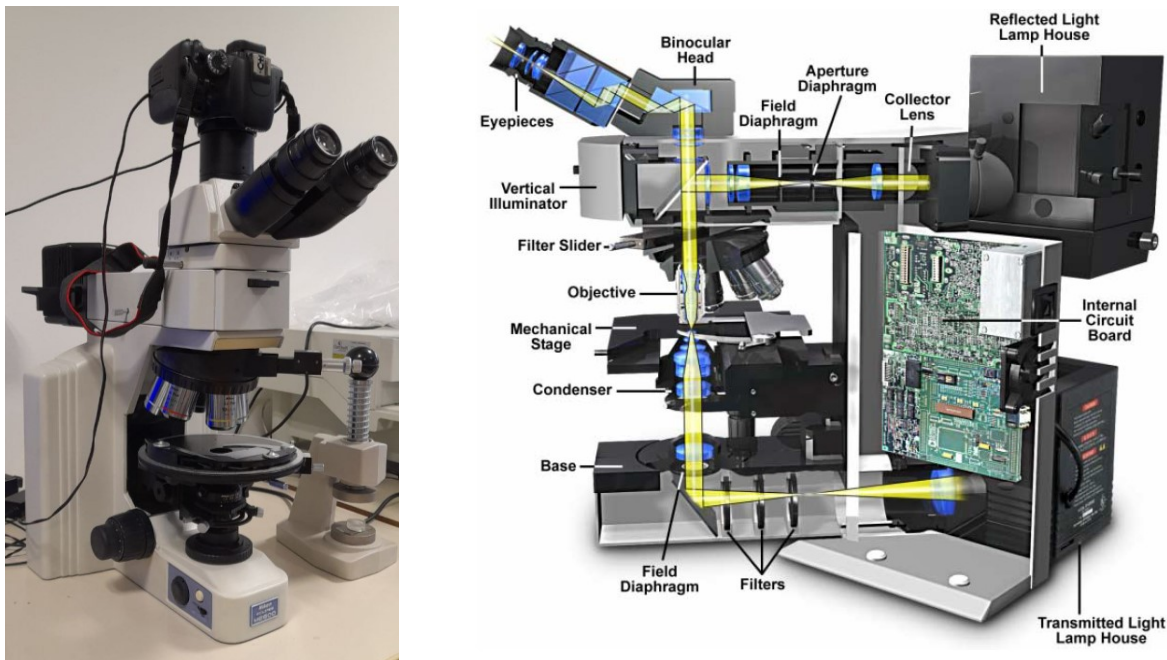 Binocular
Head
Reflected Light
Lamp House
Aperture
Diaphragm
Field
Diaphragm
Collector
Lens
Eyepieces
Vertical
Illuminator
Filter Slider
Objective
Mechanical
Stage
Internal
Circuit
Board
Condenser
Base
Field
Diaphragm
Filters
Transmitted Light
Lamp House